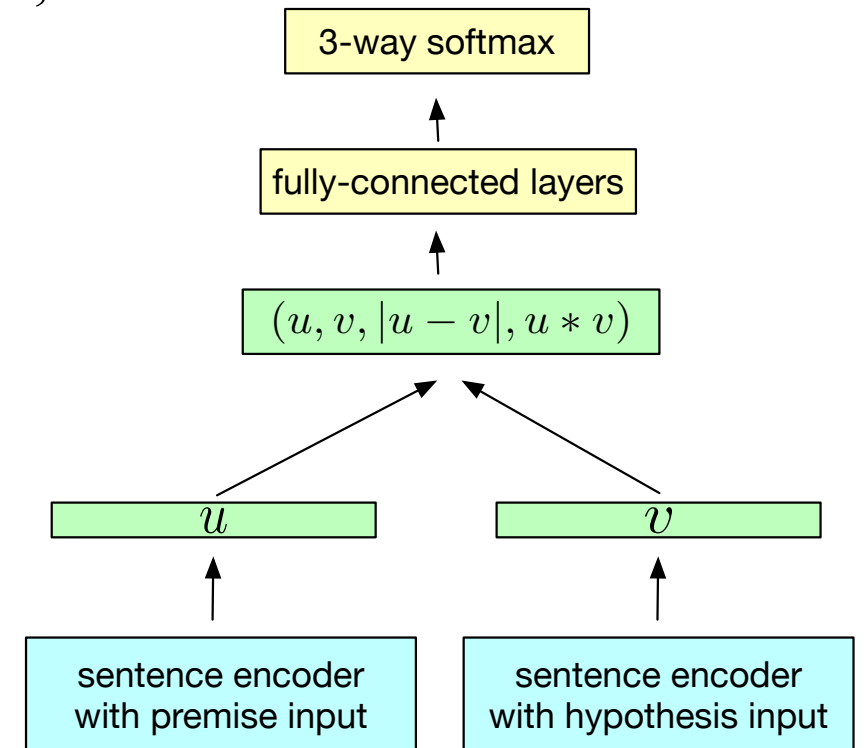 ,
3-way softmax
fully-connected layers
(u, v, |u − v|, u ∗ v)
u
v
sentence encoder
with premise input
sentence encoder
with hypothesis input